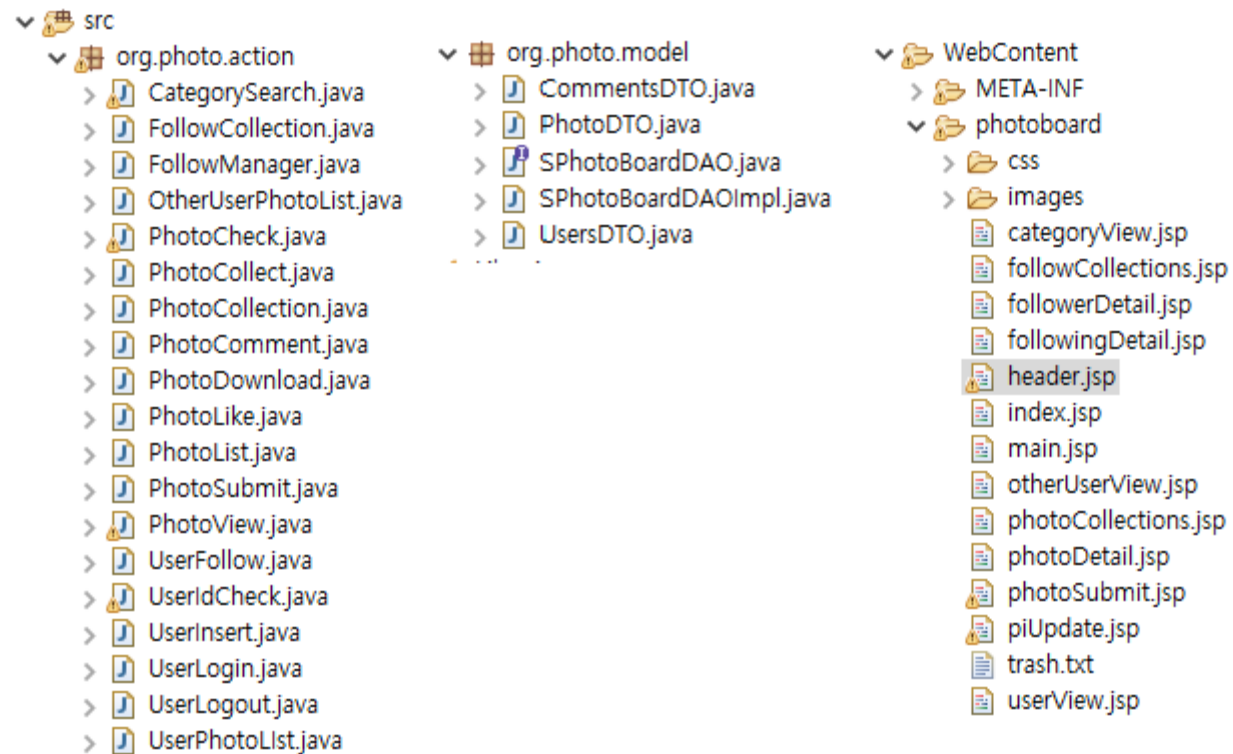 src
org.photo.action
CategorySearch.java
FollowCollection.java
FollowManager.java
OtherUserPhotoList.java
PhotoCheck.java
PhotoCollect.java
PhotoCollection.java
PhotoComment.java
PhotoDownload.java
PhotoLike.java
PhotoList.java
PhotoSubmit.java
PhotoView.java
UserFollow.java
UserIdCheck.java
UserInsert.java
UserLogin.java
UserLogout.java
UserPhotoLIst.java
org.photo.model
CommentsDTO.java
PhotoDTO.java
SPhotoBoardDAO.java
SPhotoBoardDAOImpl.java
UsersDTO.java
WebContent
META-INF
photoboard
css
images
categoryView.jsp
followCollections.jsp
followerDetail.jsp
followingDetail.jsp
header.jsp
index.jsp
main.jsp
otherUserView.jsp
photoCollections.jsp
photoDetail.jsp
photoSubmit.jsp
piUpdate.jsp
trash.txt
userView.jsp